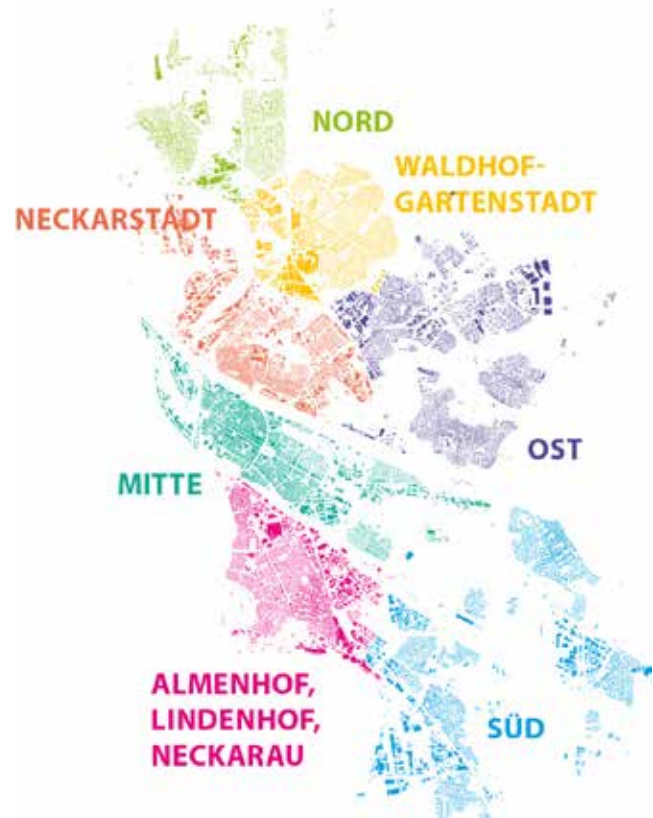 NORD
WALDHOF-
GARTENSTADT
NECKARSTADT
OST
MITTE
ALMENHOF,
LINDENHOF,
NECKARAU
SÜD